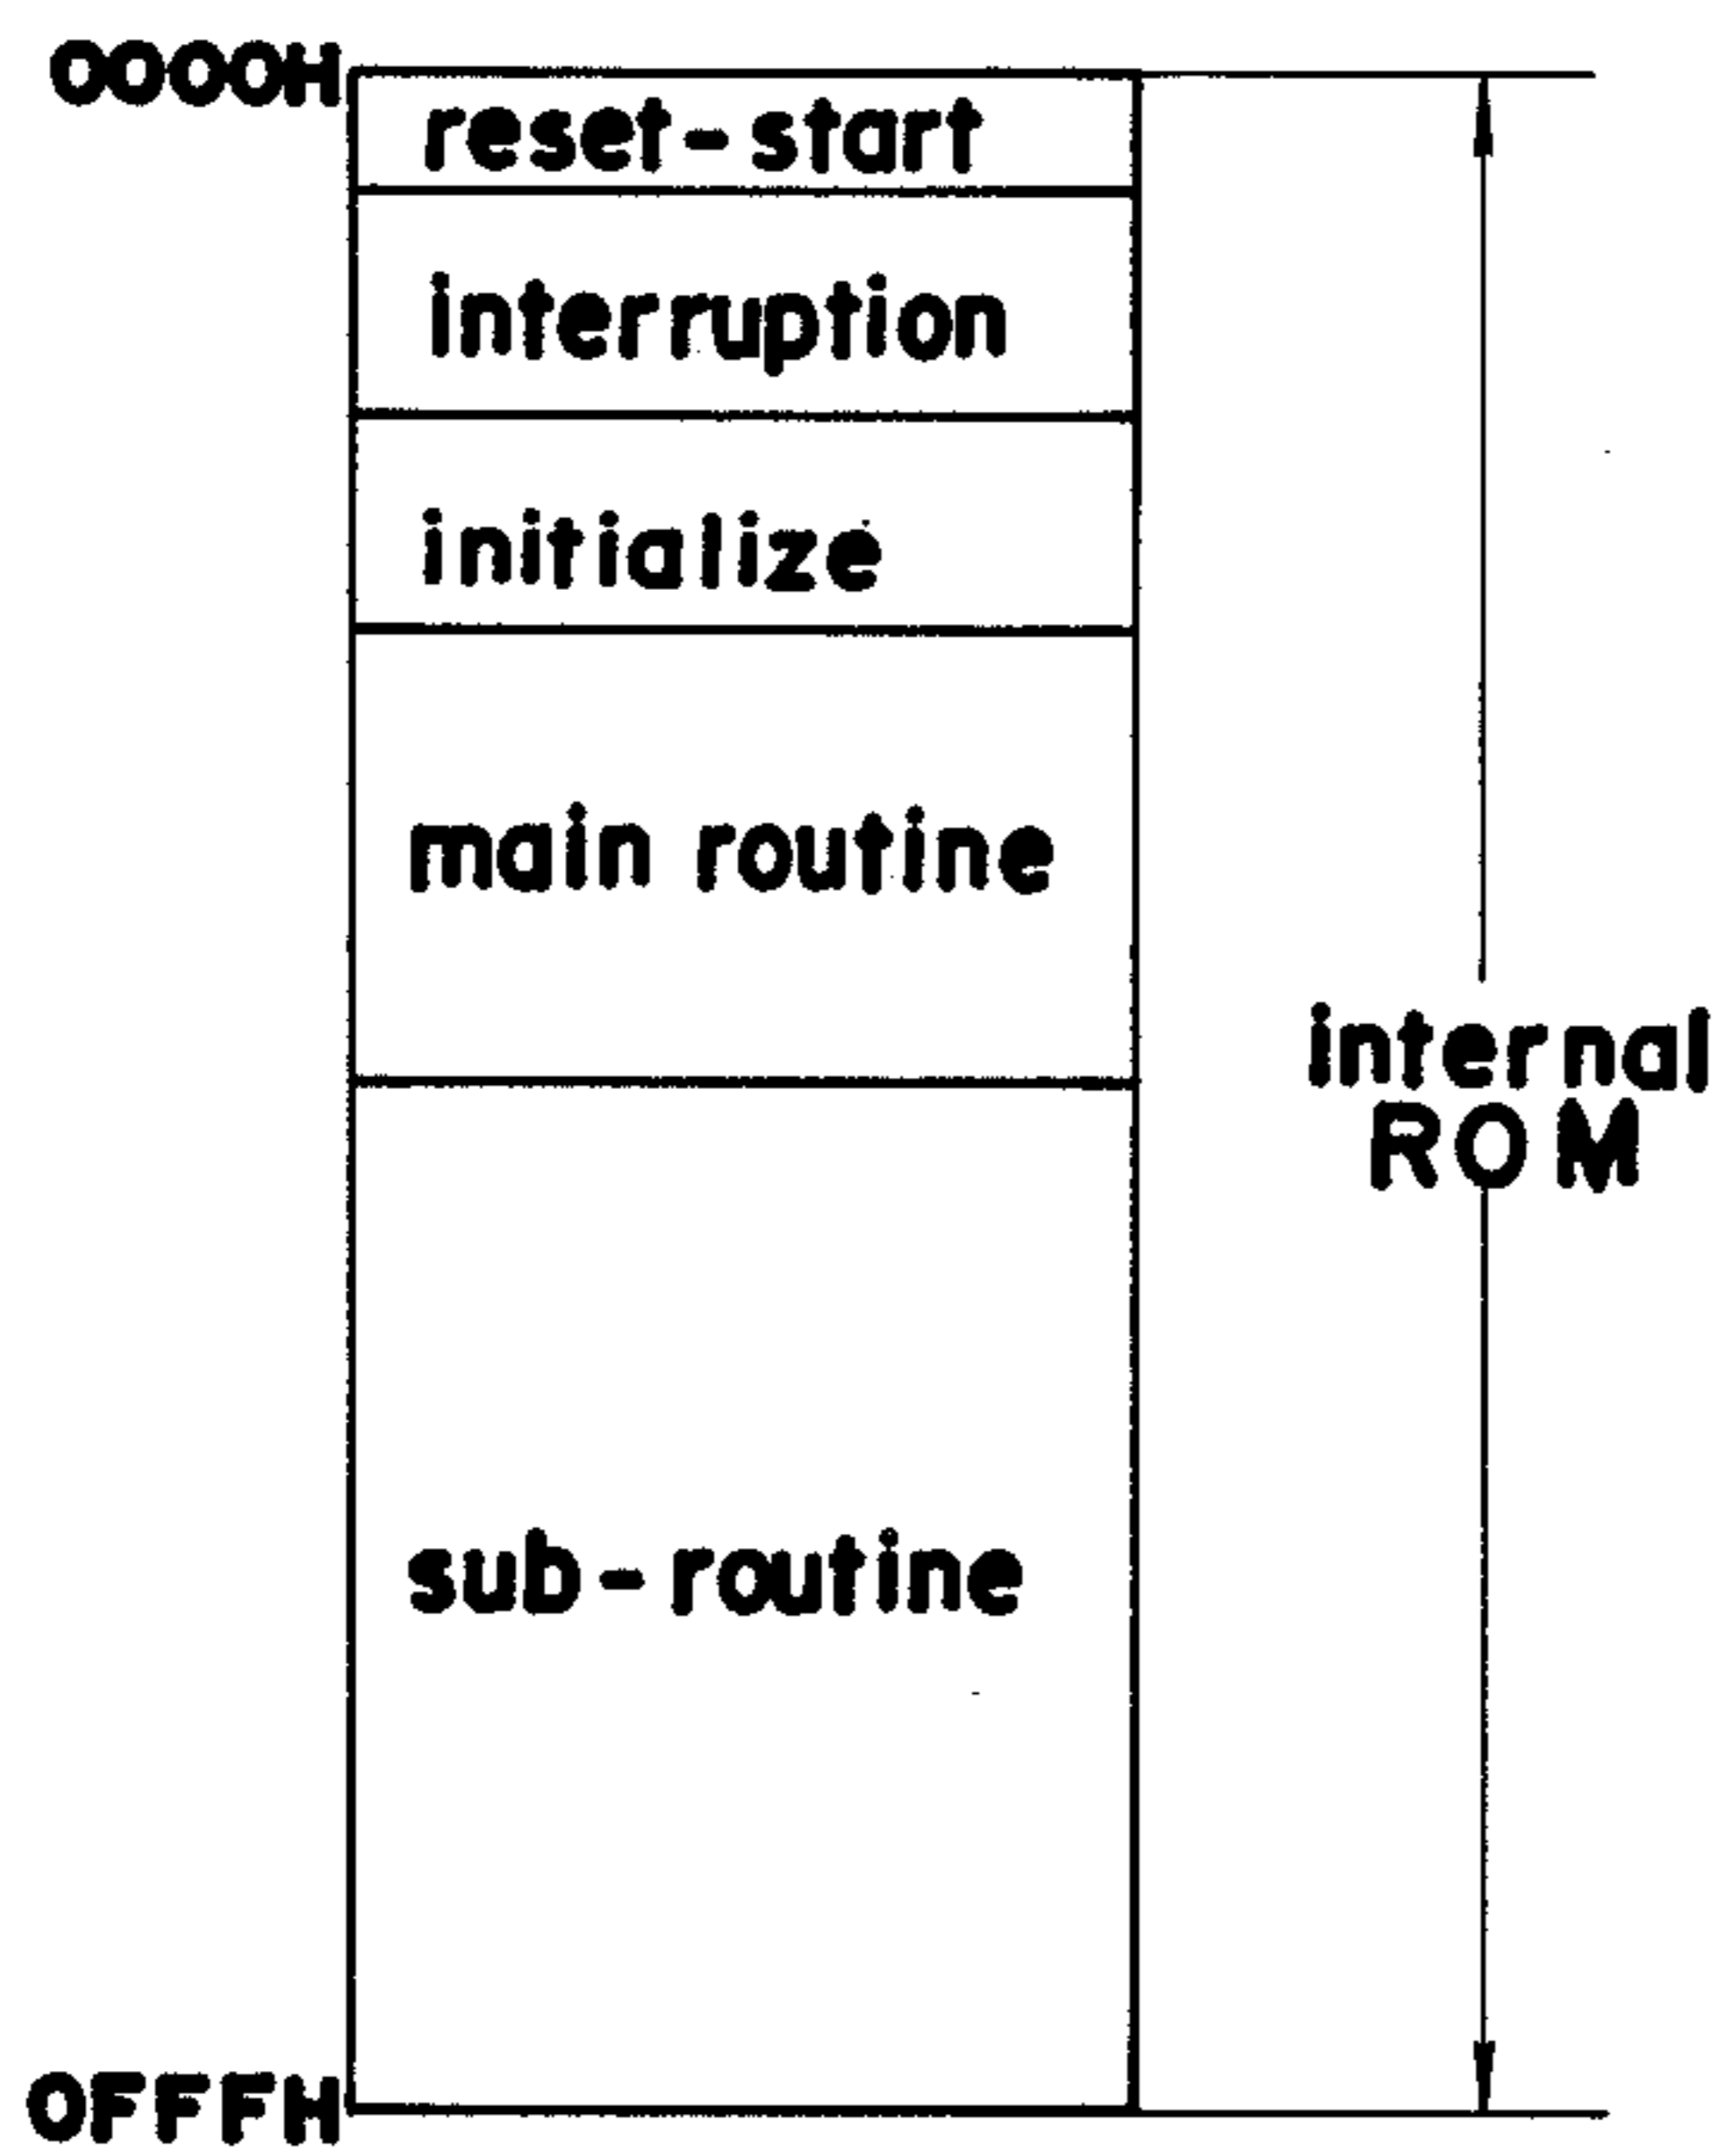 0000H
reset-start
interruption
initialize
main routine
internal
ROM
sub-routine
0FFFH